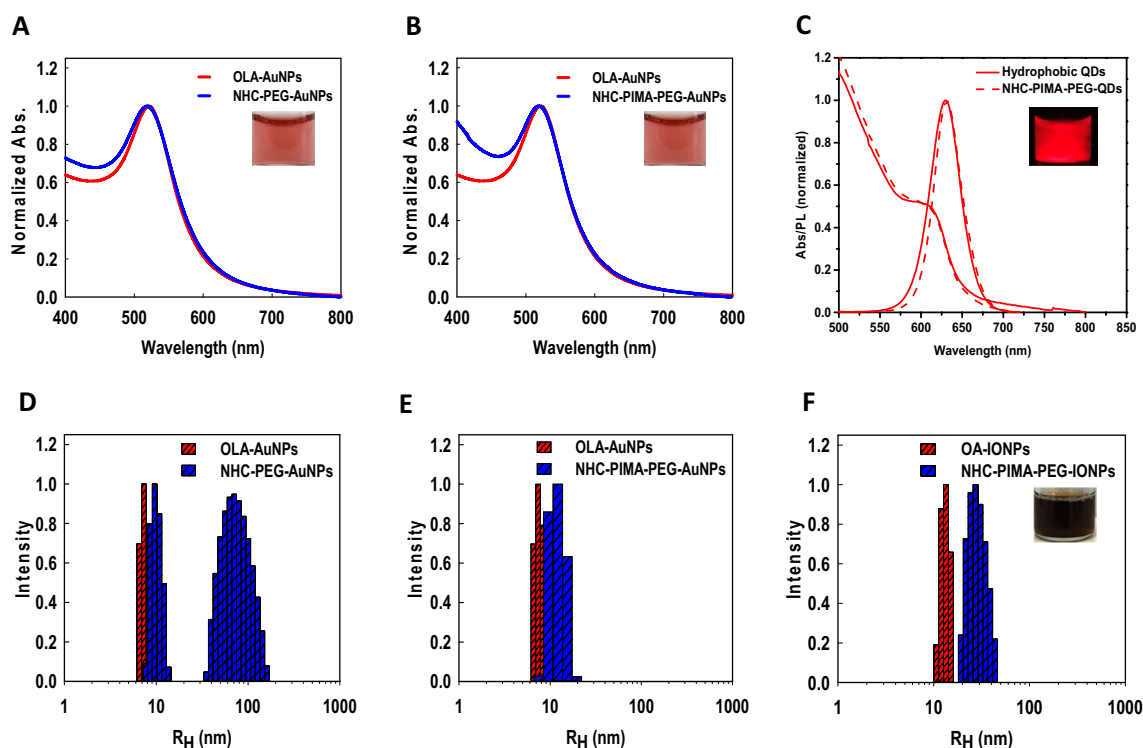 A
Normalized Abs.
1.2
1.0
0.8
0.6
0.4
0.2
0.0
OLA-AuNPs
NHC-PEG-AuNPs
400 500 600 700 800
Wavelength (nm)
B
Normalized Abs.
1.2
1.0
0.8
0.6
0.4
0.2
0.0
OLA-AuNPs
NHC-PIMA-PEG-AuNPs
400 500 600 700 800
Wavelength (nm)
C
Abs/PL (normalized)
1.2
1.0
0.8
0.6
0.4
0.2
0.0
Hydrophobic QDs
NHC-PIMA-PEG-QDs
500 550 600 650 700 750 800 850
Wavelength (nm)
D
Intensity
1.2
1.0
0.8
0.6
0.4
0.2
0.0
OLA-AuNPs
NHC-PEG-AuNPs
1 10 100 1000
RH (nm)
E
Intensity
1.2
1.0
0.8
0.6
0.4
0.2
0.0
OLA-AuNPs
NHC-PIMA-PEG-AuNPs
1 10 100 1000
RH (nm)
F
Intensity
1.2
1.0
0.8
0.6
0.4
0.2
0.0
OA-IONPs
NHC-PIMA-PEG-IONPs
1 10 100 1000
RH (nm)